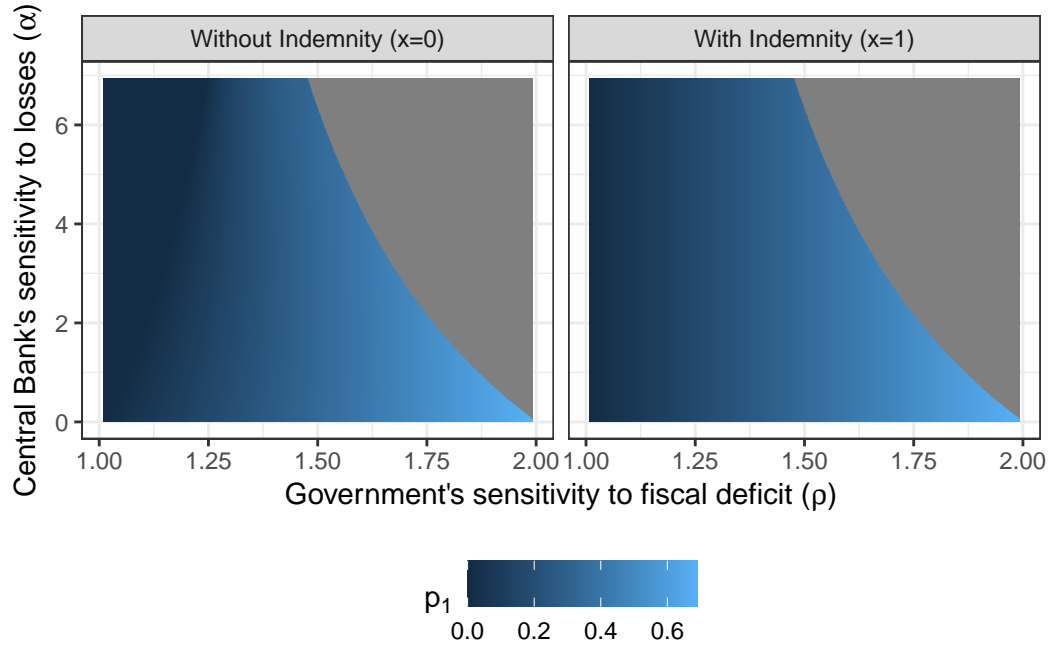 Without Indemnity (x=0)
With Indemnity (x=1)
Central Bank's sensitivity to losses (α)
6
4
2
0
1.00 1.25 1.50 1.75 2.00
1.00 1.25 1.50 1.75 2.00
Government's sensitivity to fiscal deficit (ρ)
p₁
0.0 0.2 0.4 0.6